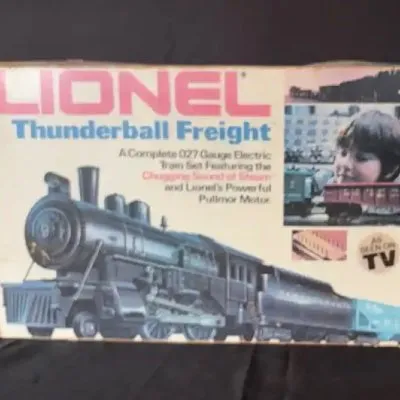 LIONEL
Thunderball Freight
A Complete 027 Gauge Electric
Train Set Featuring the
Chugging Sound of Steam
and Lionel's Powerful
Pullmor Motor.
AS
SEEN ON
TV